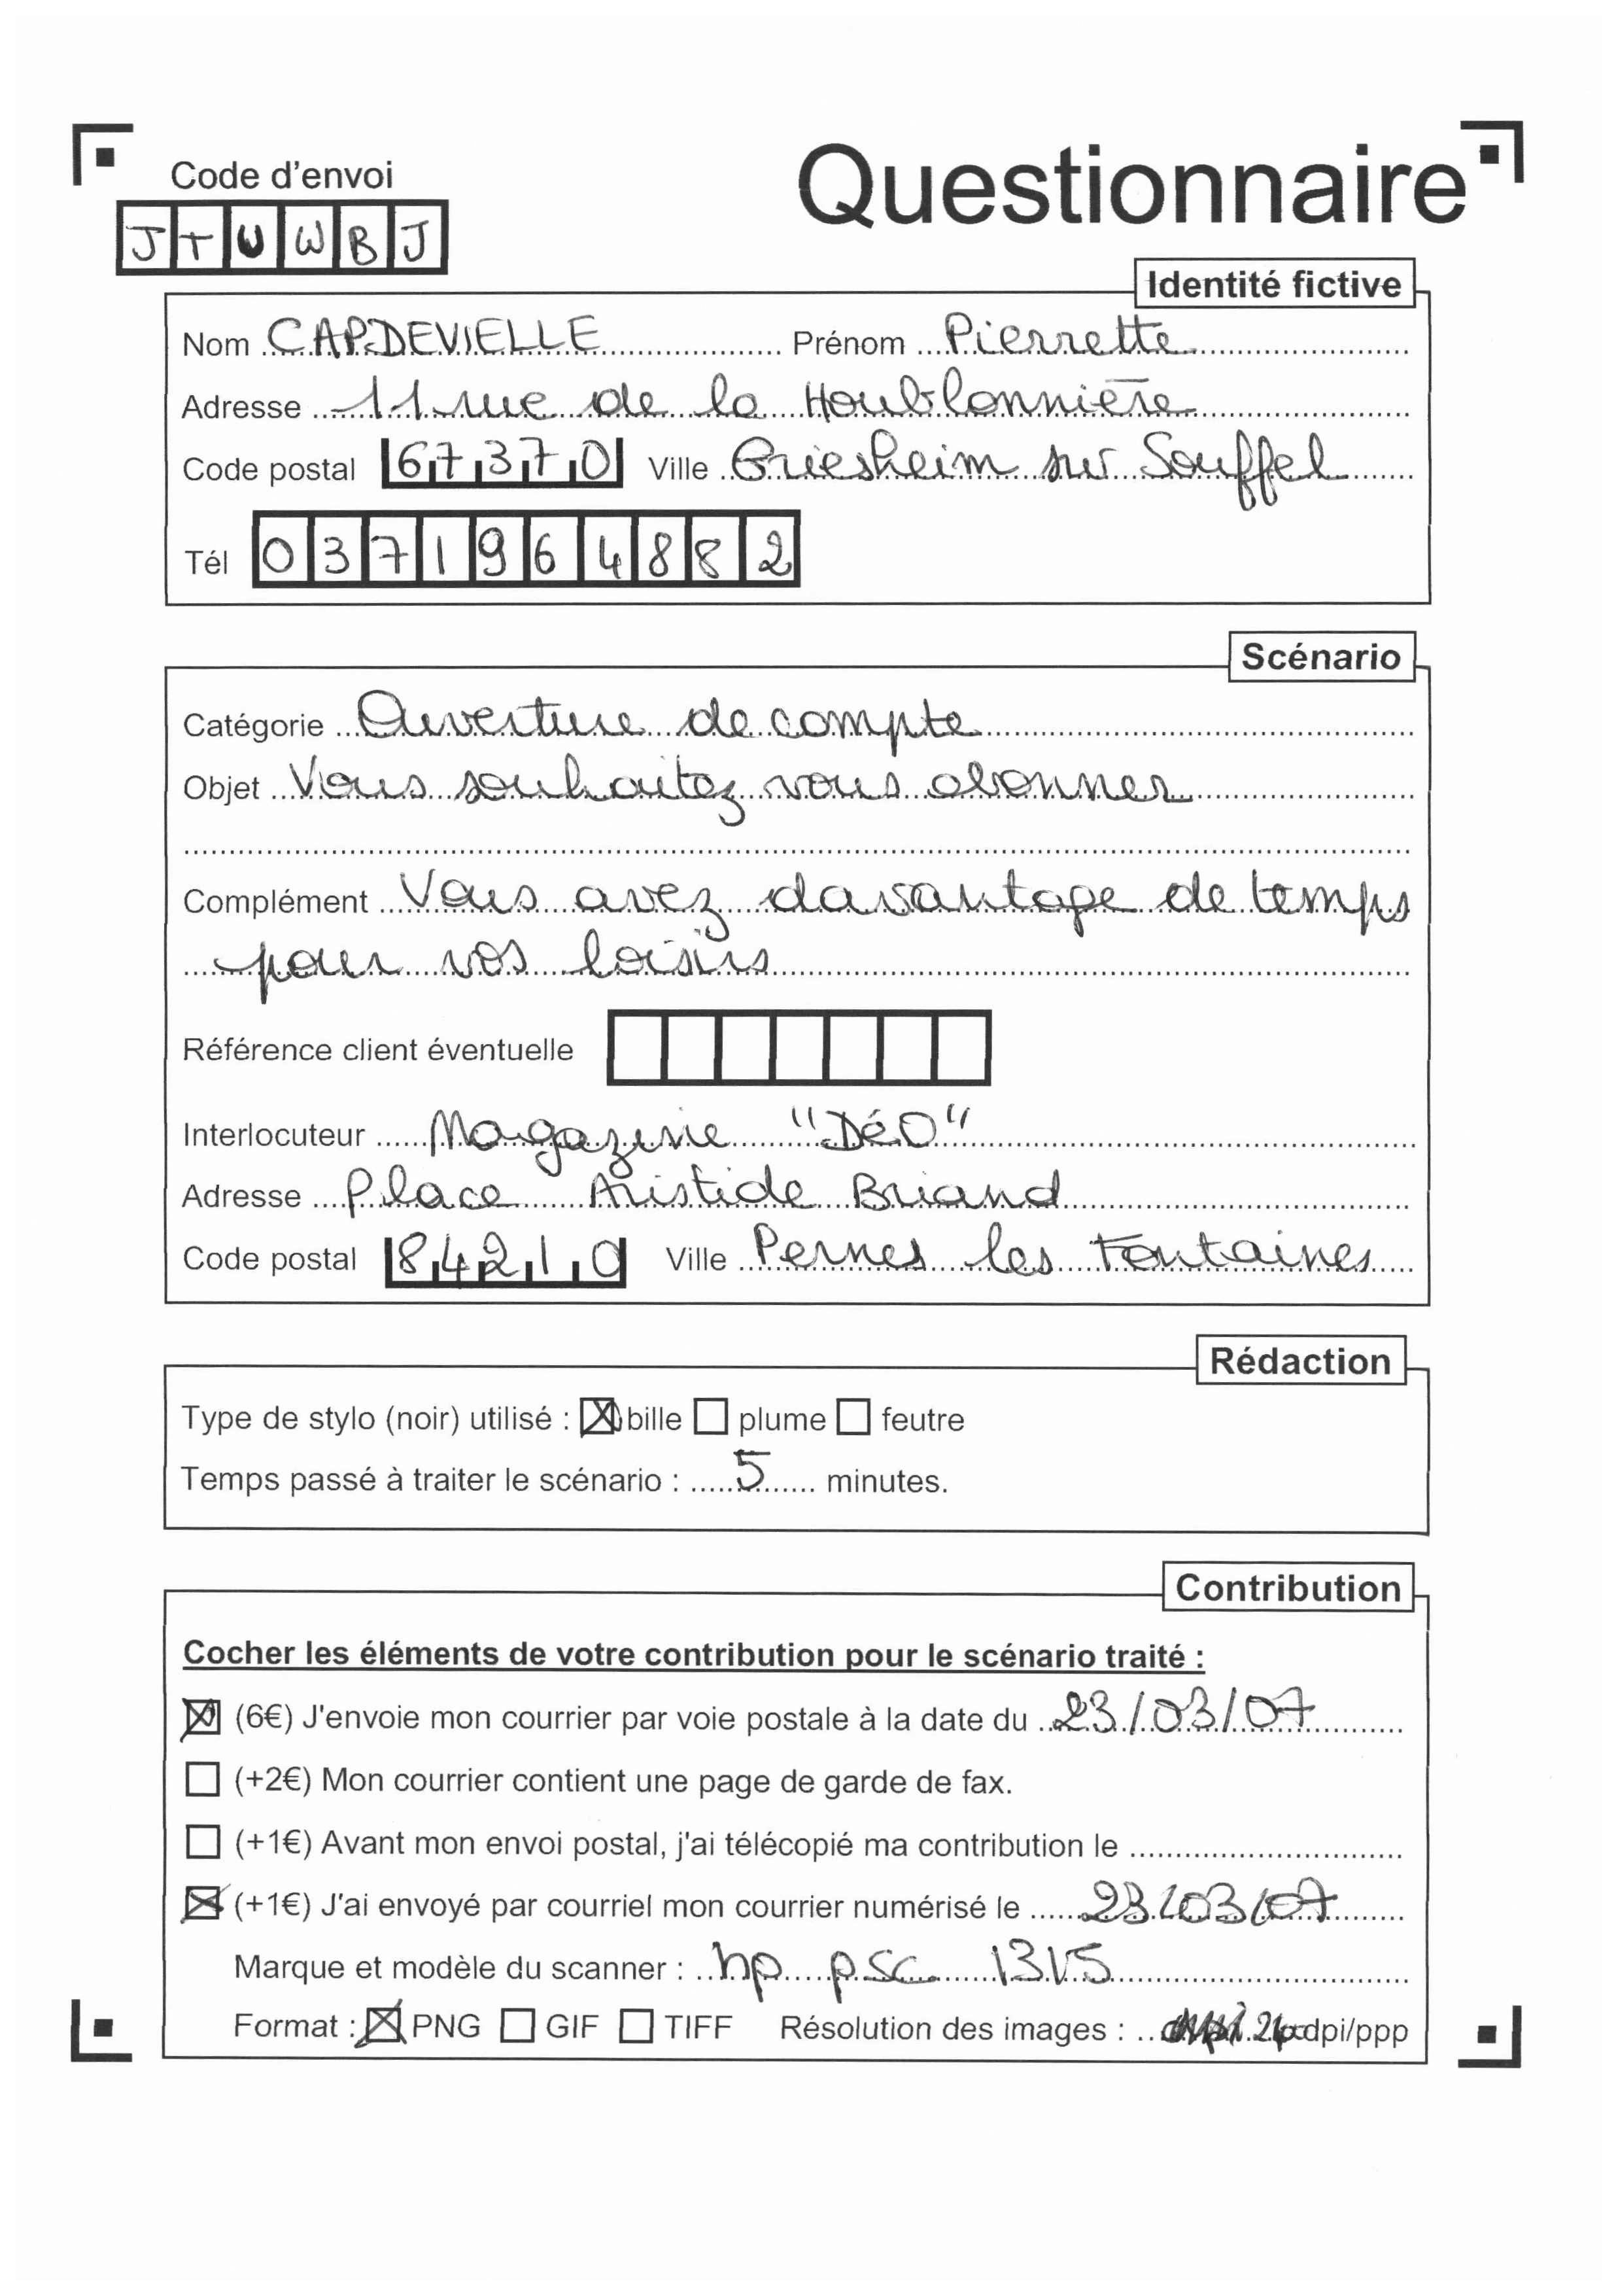 Code d'envoi
Questionnaire
JTUWBJ
Identité fictive
Nom CAPDEVIELLE Prénom Pierrette
Adresse 11 rue de la Houblonnière
Code postal 67370 Ville Griesheim sur Souffel
Tél 0371964882
Scénario
Catégorie Ouverture de compte
Objet Vous souhaitez vous abonner
Complément Vous avez davantage de temps
pour vos loisirs
Référence client éventuelle
Interlocuteur Magazine "DéO"
Adresse Place Aristide Briand
Code postal 84210 Ville Pernes les Fontaines
Rédaction
Type de stylo (noir) utilisé : bille plume feutre
Temps passé à traiter le scénario : 5 minutes.
Contribution
Cocher les éléments de votre contribution pour le scénario traité :
(6€) J'envoie mon courrier par voie postale à la date du 23/03/07
(+2€) Mon courrier contient une page de garde de fax.
(+1€) Avant mon envoi postal, j'ai télécopié ma contribution le
(+1€) J'ai envoyé par courriel mon courrier numérisé le 23/03/07
Marque et modèle du scanner : hp psc 1315
Format : PNG GIF TIFF Résolution des images : dpi/ppp